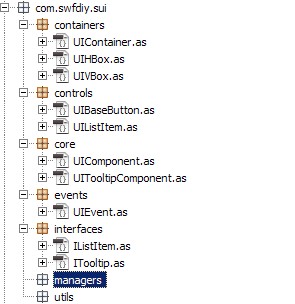 com.swfdiy.sui
containers
UIContainer.as
UIHBox.as
UIVBox.as
controls
UIBaseButton.as
UIListItem.as
core
UIComponent.as
UITooltipComponent.as
events
UIEvent.as
interfaces
IListItem.as
ITooltip.as
managers
utils